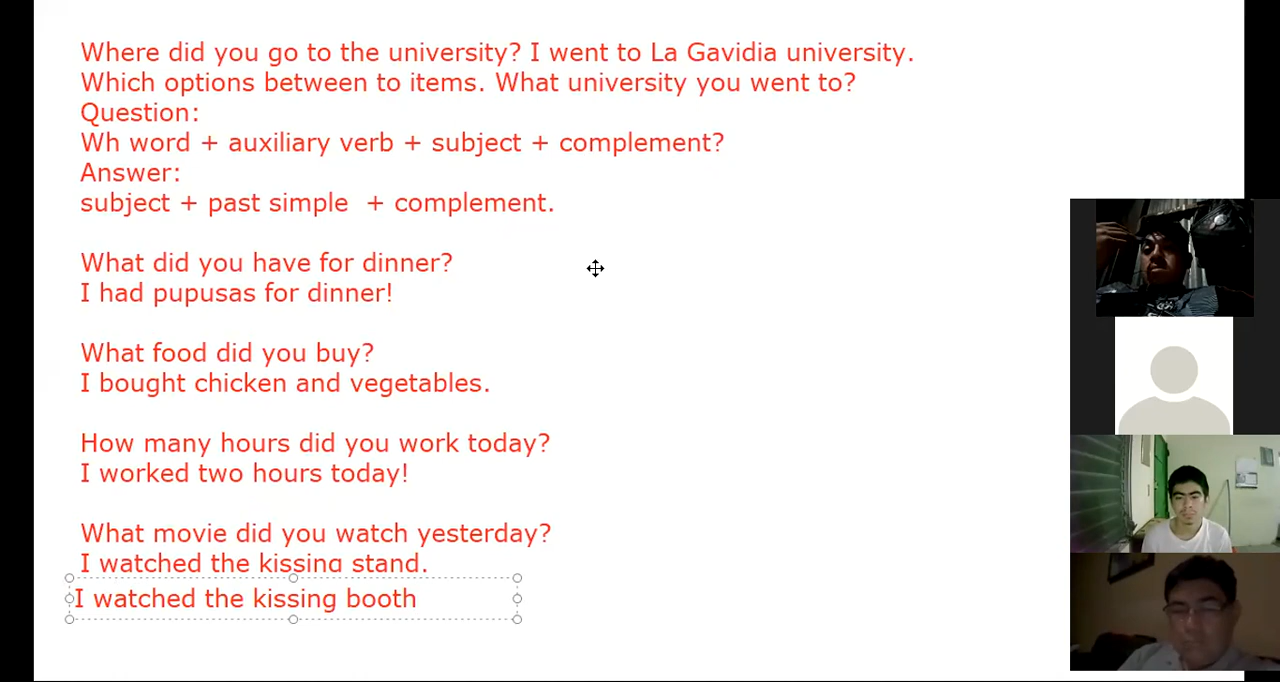 Where did you go to the university? I went to La Gavidia university.
Which options between to items. What university you went to?
Question:
Wh word + auxiliary verb + subject + complement?
Answer:
subject + past simple  + complement.
What did you have for dinner?
I had pupusas for dinner!
What food did you buy?
I bought chicken and vegetables.
How many hours did you work today?
I worked two hours today!
What movie did you watch yesterday?
I watched the kissing stand.
I watched the kissing booth